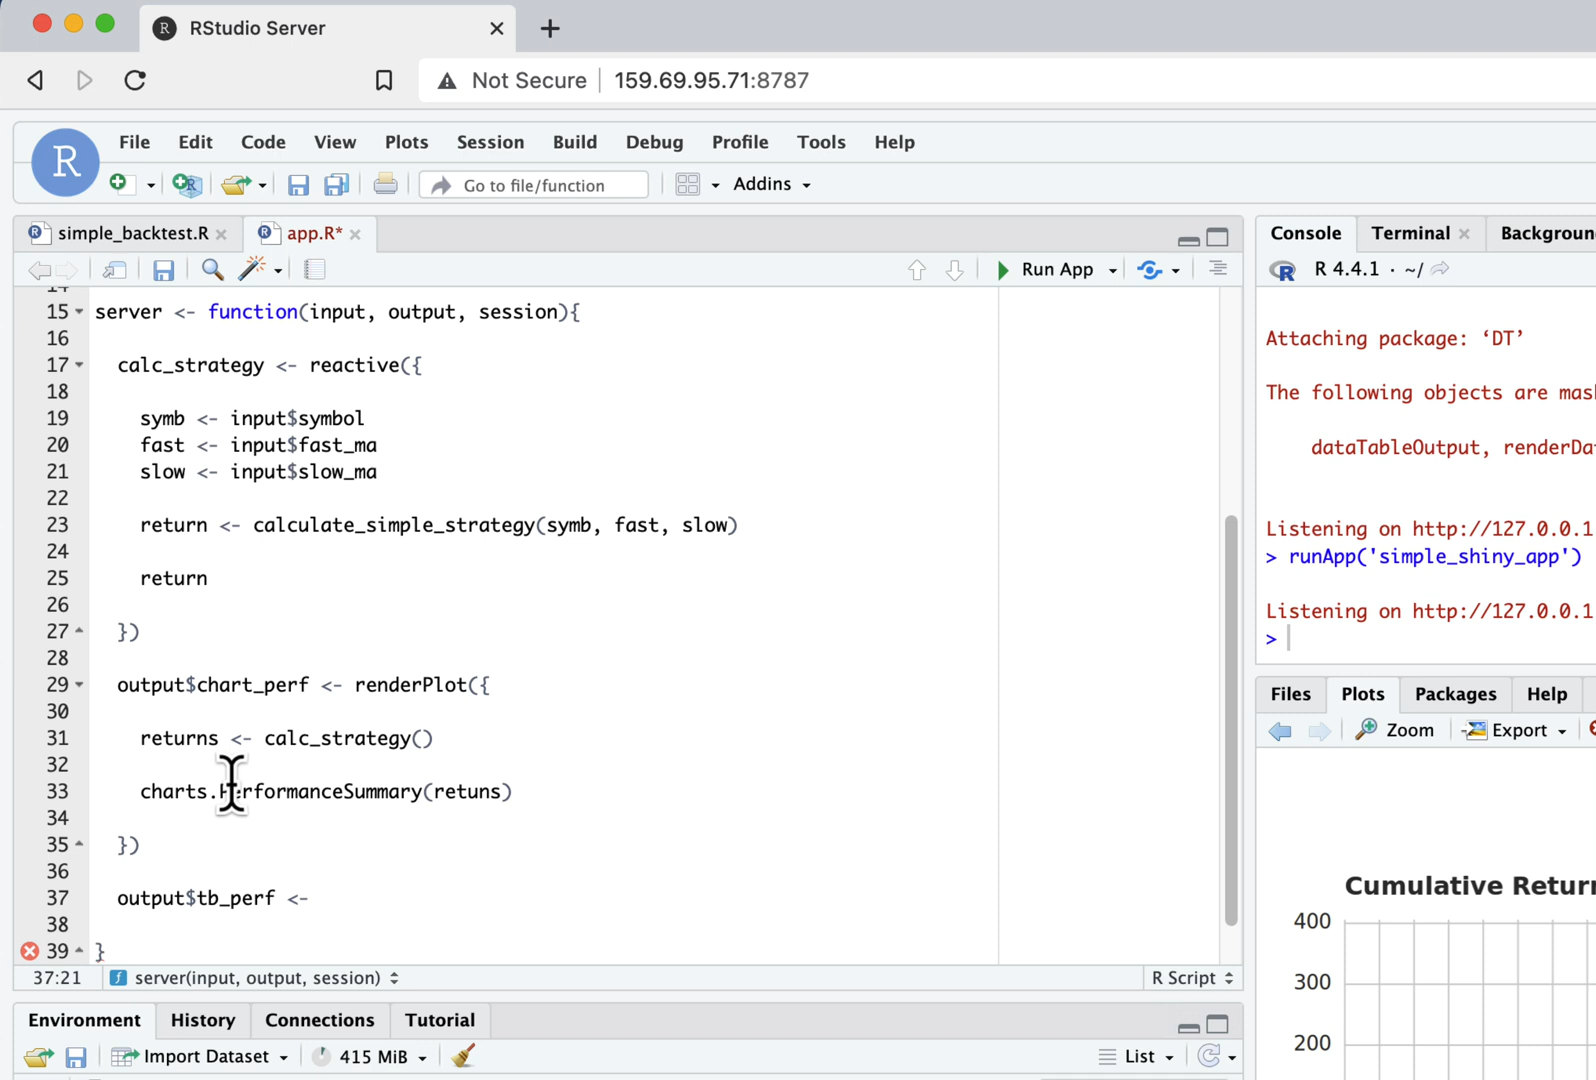 RStudio Server
Not Secure 159.69.95.71:8787
File Edit Code View Plots Session Build Debug Profile Tools Help
Go to file/function Addins
simple_backtest.R app.R*
Run App
14
15 server <- function(input, output, session){
16
17 calc_strategy <- reactive({
18
19 symb <- input$symbol
20 fast <- input$fast_ma
21 slow <- input$slow_ma
22
23 return <- calculate_simple_strategy(symb, fast, slow)
24
25 return
26
27 })
28
29 output$chart_perf <- renderPlot({
30
31 returns <- calc_strategy()
32
33 charts.PerformanceSummary(retuns)
34
35 })
36
37 output$tb_perf <-
38
39 }
37:21 server(input, output, session) R Script
Environment History Connections Tutorial
Import Dataset 415 MiB List
Console Terminal Background
R 4.4.1 · ~/
Attaching package: ‘DT’
The following objects are mas
dataTableOutput, renderDa
Listening on http://127.0.0.1
> runApp('simple_shiny_app')
Listening on http://127.0.0.1
>
Files Plots Packages Help
Zoom Export
Cumulative Return
400
300
200